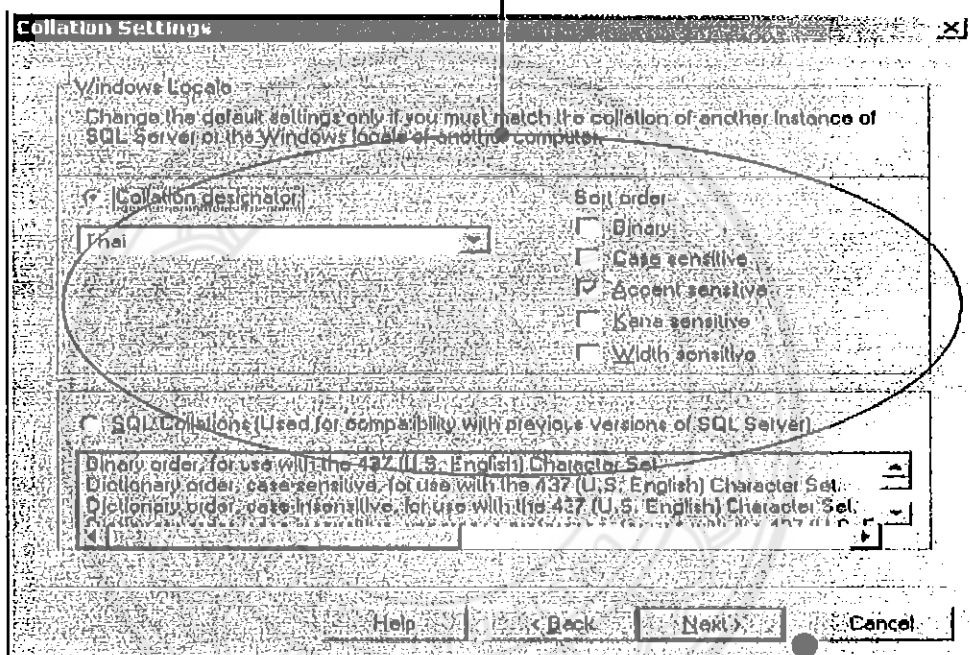 Collation Settings
Windows Locale
Change the default settings only if you must match the collation of another instance of
SQL Server or the Windows locale of another computer.
Collation designator:
Thai
Sort order
Binary
Case sensitive
Accent sensitive
Kana sensitive
Width sensitive
SQL Collations (Used for compatibility with previous versions of SQL Server).
Binary order, for use with the 437 (U.S. English) Character Set.
Dictionary order, case-sensitive, for use with the 437 (U.S. English) Character Set.
Dictionary order, case-insensitive, for use with the 437 (U.S. English) Character Set.
Help
< Back
Next >
Cancel